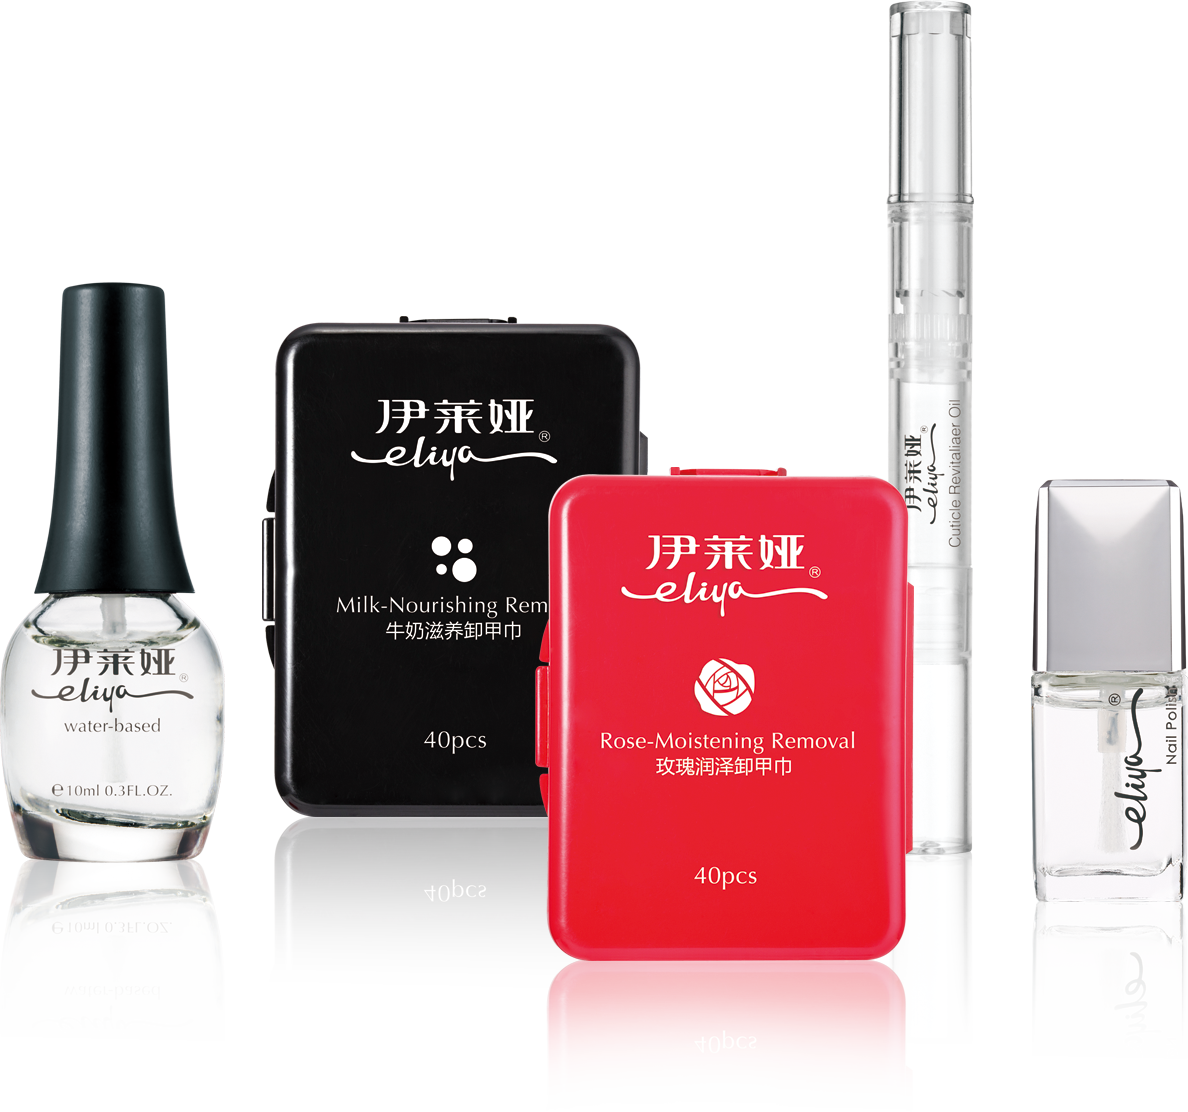 伊莱娅®
eliya
water-based
e10ml 0.3FL.OZ.
伊莱娅®
eliya
Milk-Nourishing Rem
牛奶滋养卸甲巾
40pcs
伊莱娅®
eliya
Rose-Moistening Removal
玫瑰润泽卸甲巾
40pcs
伊莱娅®
eliya
Cuticle Revitaliaer Oil
eliya®
Nail Polis